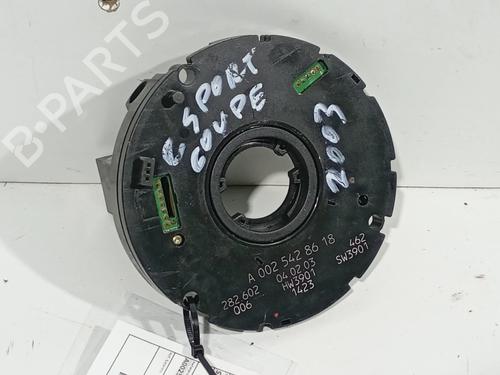 B-PARTS
C SPORT
COUPE
2003
A 002 542 86 18
282.602 04.02.03 462
006 HW3901 SW3901
1423